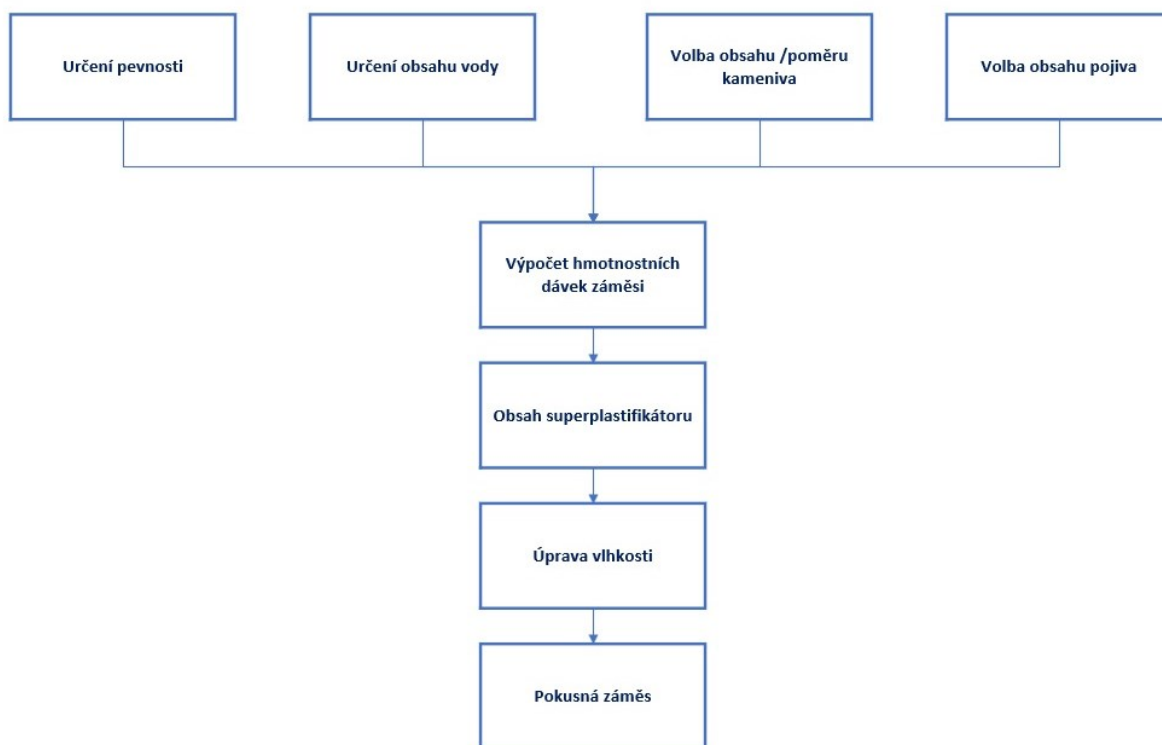 Určení pevnosti
Určení obsahu vody
Volba obsahu /poměru
kameniva
Volba obsahu pojiva
Výpočet hmotnostních
dávek záměsi
Obsah superplastifikátoru
Úprava vlhkosti
Pokusná záměs